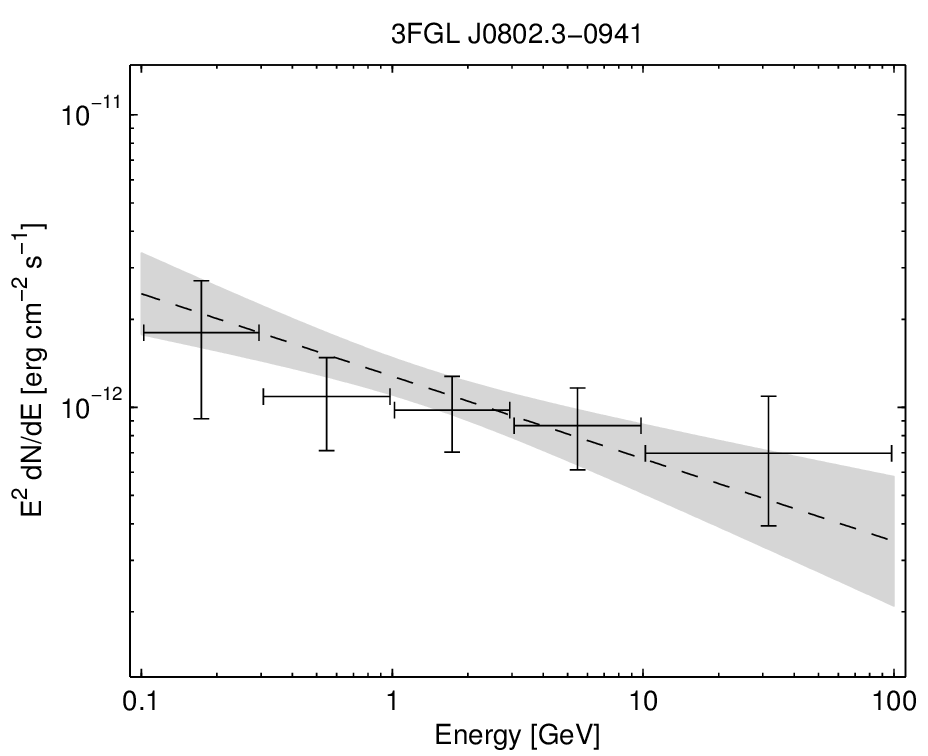 3FGL J0802.3−0941
10⁻¹¹
10⁻¹²
E² dN/dE [erg cm⁻² s⁻¹]
0.1 1 10 100
Energy [GeV]